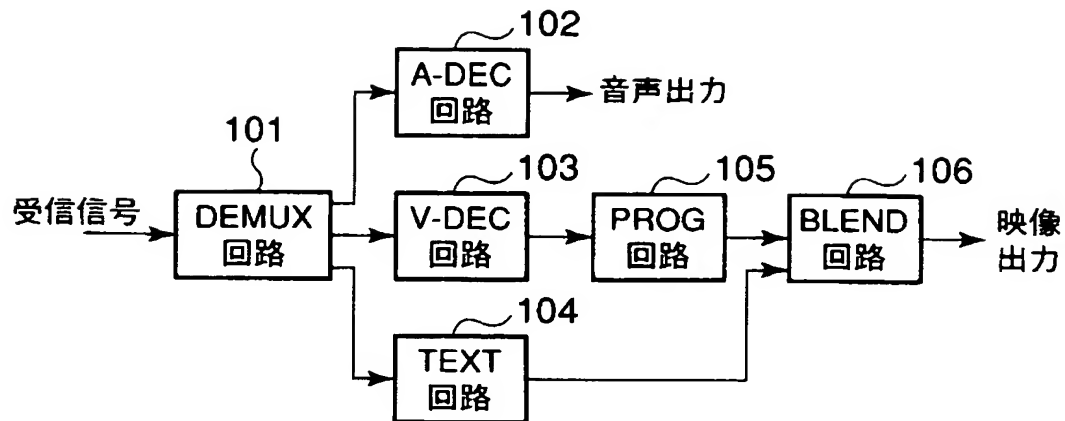 102
A-DEC
回路
音声出力
101
受信信号
DEMUX
回路
103
V-DEC
回路
105
PROG
回路
106
BLEND
回路
映像
出力
104
TEXT
回路